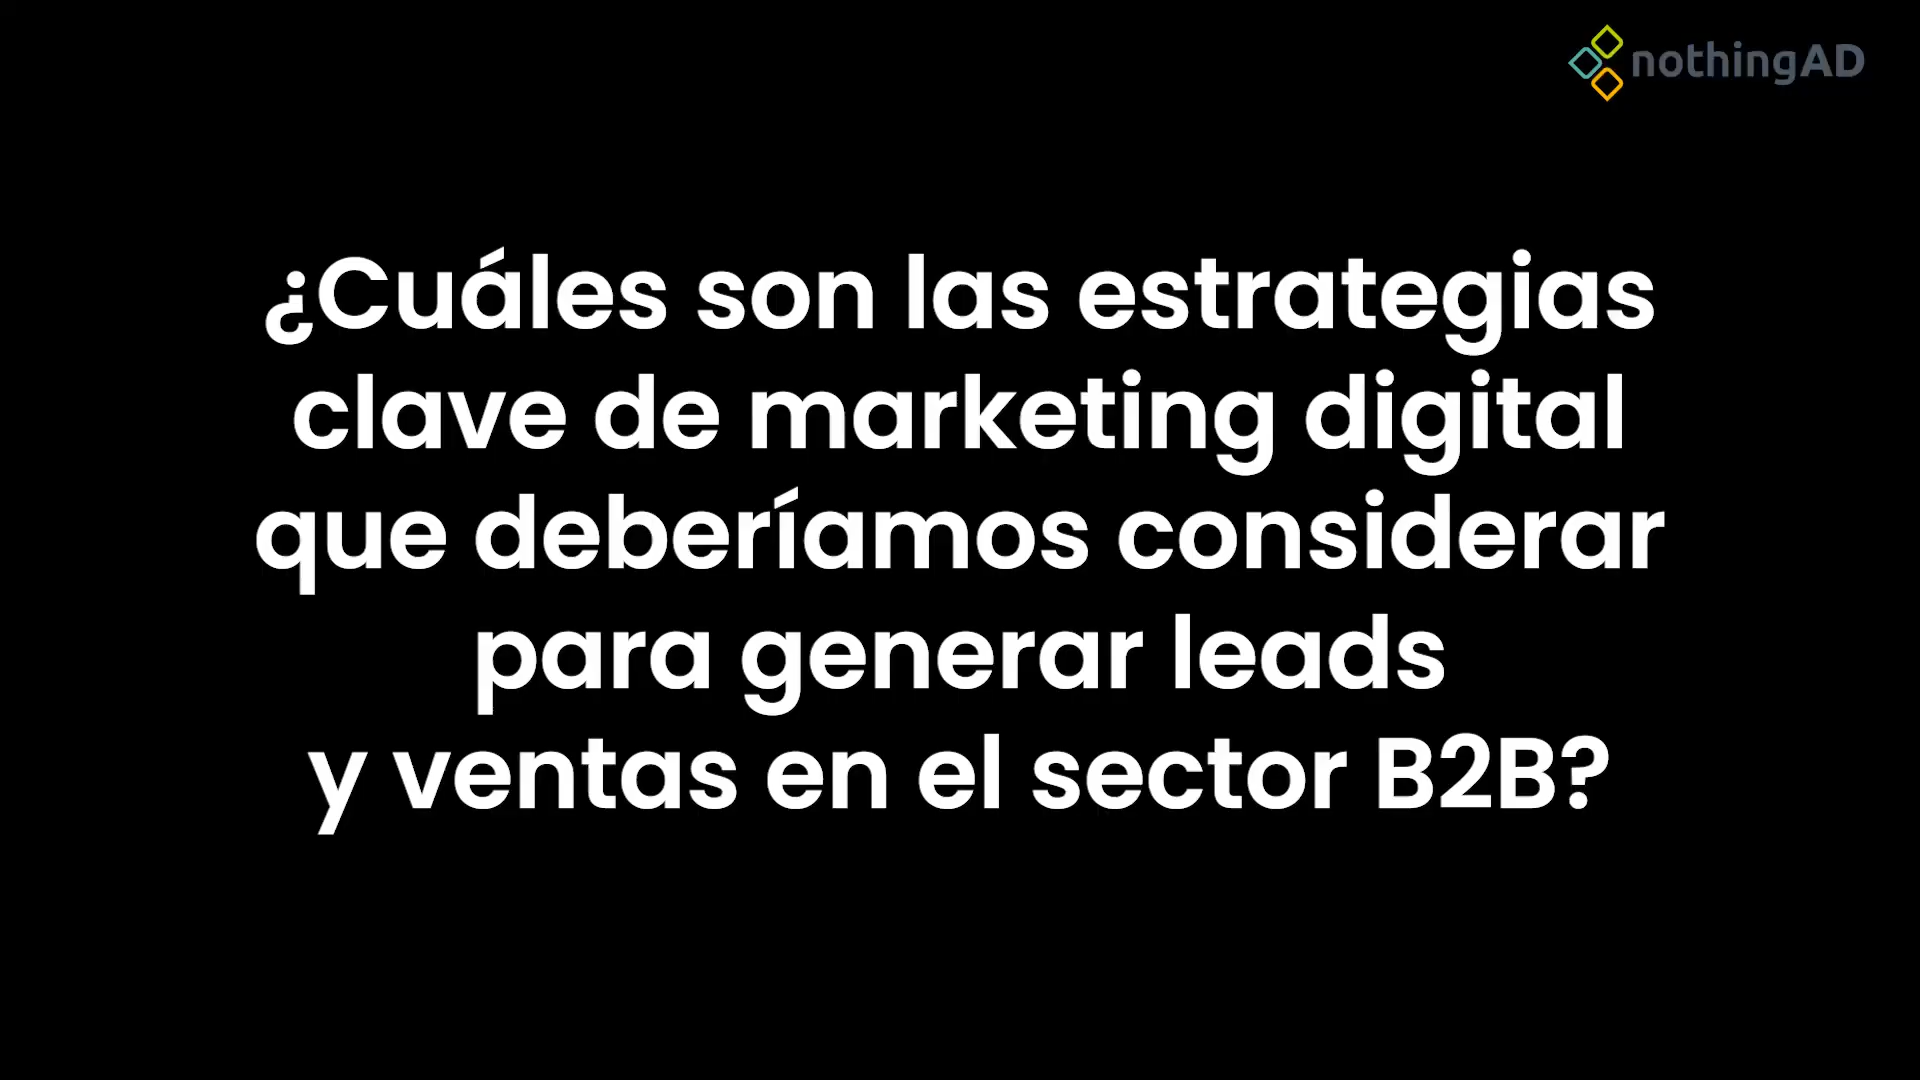 nothingAD
¿Cuáles son las estrategias
clave de marketing digital
que deberíamos considerar
para generar leads
y ventas en el sector B2B?